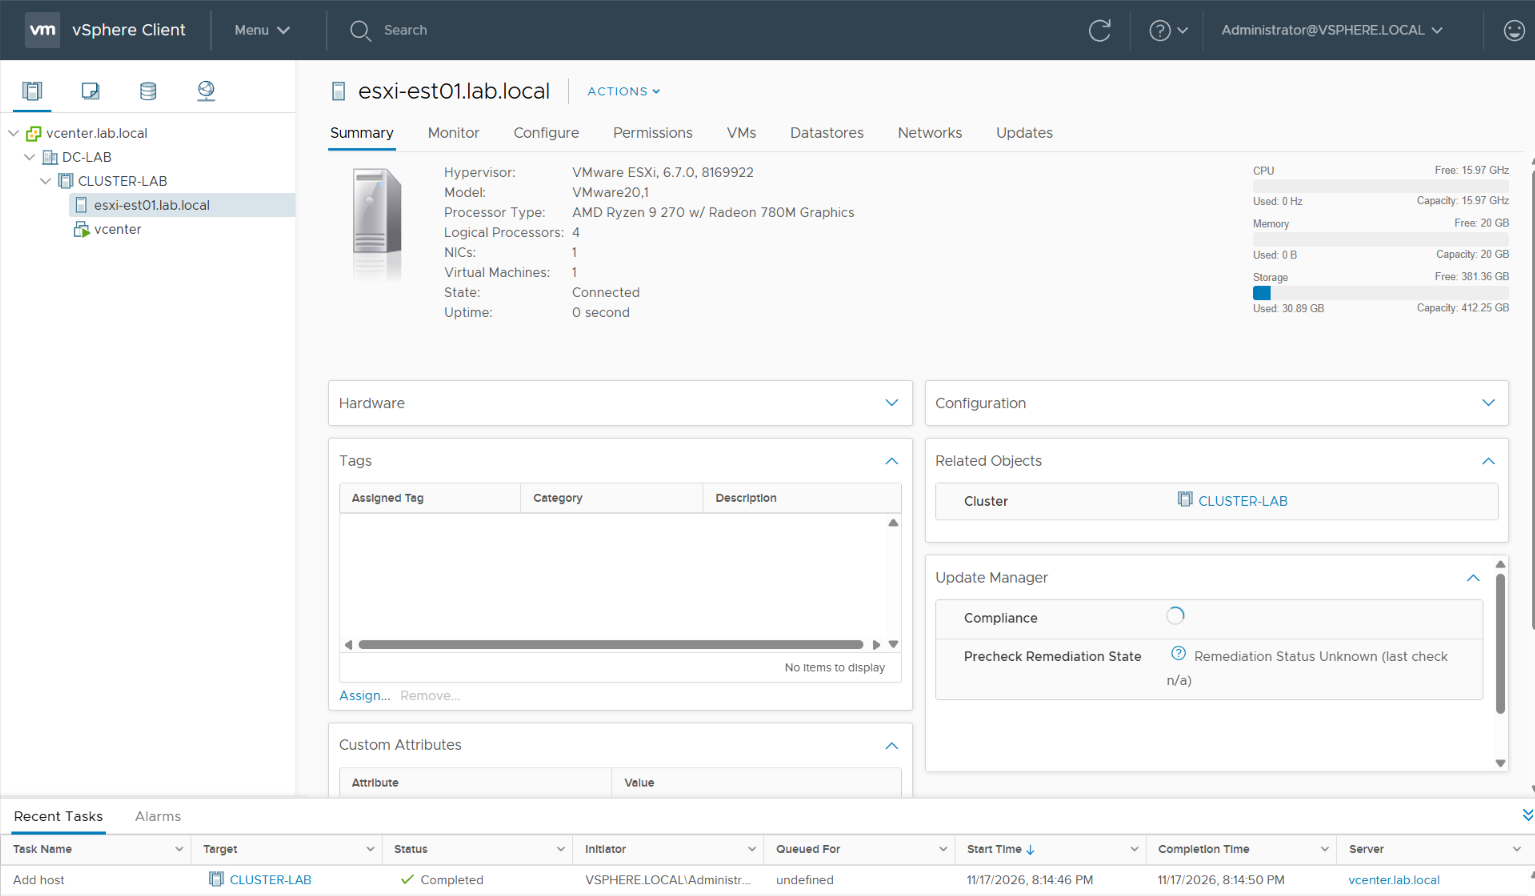 vm vSphere Client Menu Search Administrator@VSPHERE.LOCAL
vcenter.lab.local
DC-LAB
CLUSTER-LAB
esxi-est01.lab.local
vcenter
esxi-est01.lab.local ACTIONS
Summary Monitor Configure Permissions VMs Datastores Networks Updates
Hypervisor: VMware ESXi, 6.7.0, 8169922
Model: VMware20,1
Processor Type: AMD Ryzen 9 270 w/ Radeon 780M Graphics
Logical Processors: 4
NICs: 1
Virtual Machines: 1
State: Connected
Uptime: 0 second
CPU Free: 15.97 GHz
Used: 0 Hz Capacity: 15.97 GHz
Memory Free: 20 GB
Used: 0 B Capacity: 20 GB
Storage Free: 381.36 GB
Used: 30.89 GB Capacity: 412.25 GB
Hardware
Configuration
Tags
Assigned Tag Category Description
No items to display
Assign... Remove...
Related Objects
Cluster CLUSTER-LAB
Update Manager
Compliance
Precheck Remediation State Remediation Status Unknown (last check
n/a)
Custom Attributes
Attribute Value
Recent Tasks Alarms
Task Name Target Status Initiator Queued For Start Time Completion Time Server
Add host CLUSTER-LAB Completed VSPHERE.LOCAL\Administr... undefined 11/17/2026, 8:14:46 PM 11/17/2026, 8:14:50 PM vcenter.lab.local